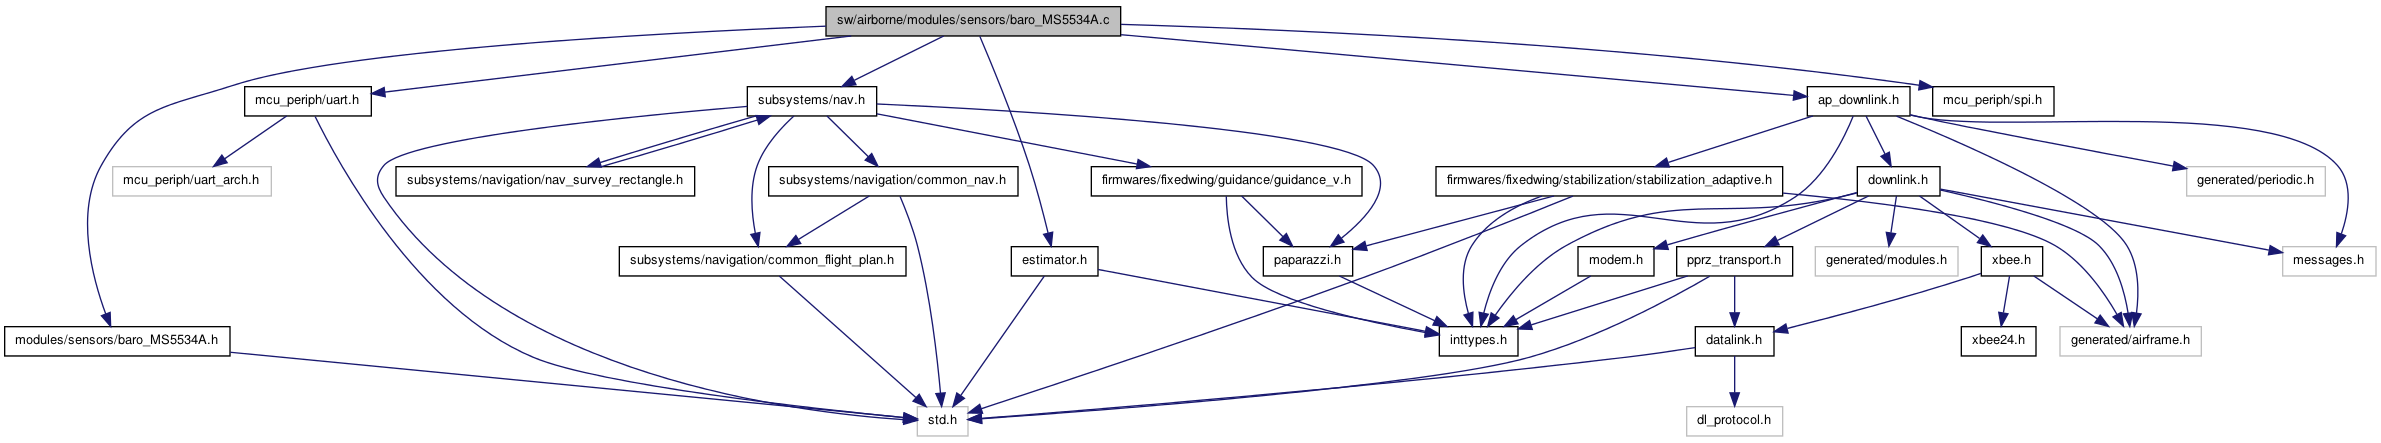 sw/airborne/modules/sensors/baro_MS5534A.c
mcu_periph/uart.h
subsystems/nav.h
ap_downlink.h
mcu_periph/spi.h
mcu_periph/uart_arch.h
subsystems/navigation/nav_survey_rectangle.h
subsystems/navigation/common_nav.h
firmwares/fixedwing/guidance/guidance_v.h
firmwares/fixedwing/stabilization/stabilization_adaptive.h
downlink.h
generated/periodic.h
subsystems/navigation/common_flight_plan.h
estimator.h
paparazzi.h
modem.h
pprz_transport.h
generated/modules.h
xbee.h
messages.h
modules/sensors/baro_MS5534A.h
inttypes.h
datalink.h
xbee24.h
generated/airframe.h
std.h
dl_protocol.h